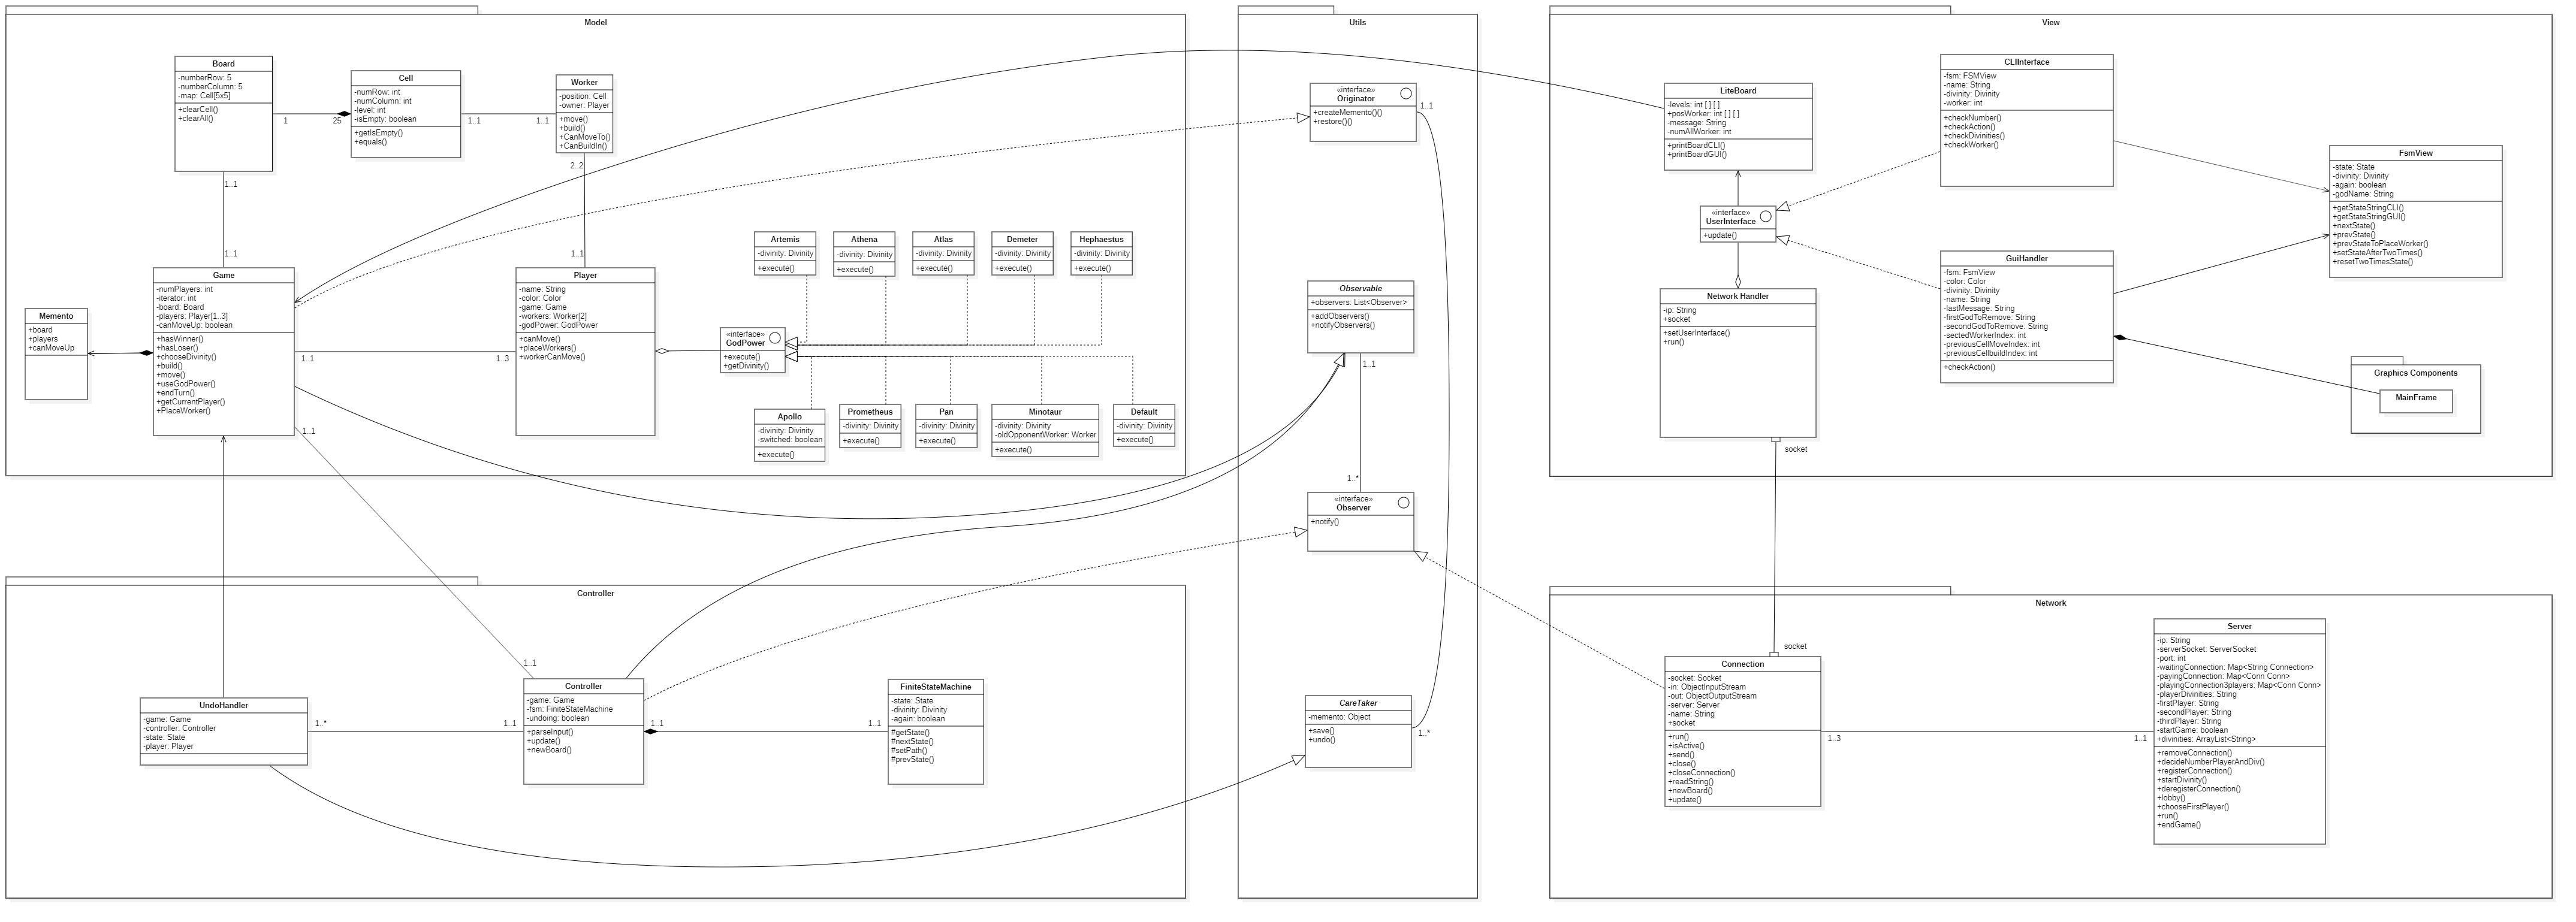 Model
Board
-numberRow: 5
-numberColumn: 5
-map: Cell[5x5]
+clearCell()
+clearAll()
1
25
Cell
-numRow: int
-numColumn: int
-level: int
-isEmpty: boolean
+getIsEmpty()
+equals()
1..1
1..1
Worker
-position: Cell
-owner: Player
+move()
+build()
+CanMoveTo()
+CanBuildIn()
2..2
1..1
1..1
1..1
Game
-numPlayers: int
-iterator: int
-board: Board
-players: Player[1..3]
-canMoveUp: boolean
+hasWinner()
+hasLoser()
+chooseDivinity()
+build()
+move()
+useGodPower()
+endTurn()
+getCurrentPlayer()
+PlaceWorker()
Memento
+board
+players
+canMoveUp
1..1
1..3
1..1
Player
-name: String
-color: Color
-game: Game
-workers: Worker[2]
-godPower: GodPower
+canMove()
+placeWorkers()
+workerCanMove()
«interface»
GodPower
+execute()
+getDivinity()
Artemis
-divinity: Divinity
+execute()
Athena
-divinity: Divinity
+execute()
Atlas
-divinity: Divinity
+execute()
Demeter
-divinity: Divinity
+execute()
Hephaestus
-divinity: Divinity
+execute()
Apollo
-divinity: Divinity
-switched: boolean
+execute()
Prometheus
-divinity: Divinity
+execute()
Pan
-divinity: Divinity
+execute()
Minotaur
-divinity: Divinity
-oldOpponentWorker: Worker
+execute()
Default
-divinity: Divinity
+execute()
Utils
«interface»
Originator
+createMemento()()
+restore()()
1..1
Observable
+observers: List<Observer>
+addObservers()
+notifyObservers()
1..1
1..*
«interface»
Observer
+notify()
CareTaker
-memento: Object
+save()
+undo()
1..*
View
LiteBoard
-levels: int [ ] [ ]
+posWorker: int [ ] [ ]
-message: String
-numAllWorker: int
+printBoardCLI()
+printBoardGUI()
«interface»
UserInterface
+update()
Network Handler
-ip: String
+socket
+setUserInterface()
+run()
socket
CLIInterface
-fsm: FSMView
-name: String
-divinity: Divinity
-worker: int
+checkNumber()
+checkAction()
+checkDivinities()
+checkWorker()
GuiHandler
-fsm: FsmView
-color: Color
-divinity: Divinity
-name: String
-lastMessage: String
-firstGodToRemove: String
-secondGodToRemove: String
-sectedWorkerIndex: int
-previousCellMoveIndex: int
-previousCellbuildIndex: int
+checkAction()
FsmView
-state: State
-divinity: Divinity
-again: boolean
-godName: String
+getStateStringCLI()
+getStateStringGUI()
+nextState()
+prevState()
+prevStateToPlaceWorker()
+setStateAfterTwoTimes()
+resetTwoTimesState()
Graphics Components
MainFrame
Controller
1..1
UndoHandler
-game: Game
-controller: Controller
-state: State
-player: Player
1..*
1..1
Controller
-game: Game
-fsm: FiniteStateMachine
-undoing: boolean
+parseInput()
+update()
+newBoard()
1..1
1..1
FiniteStateMachine
-state: State
-divinity: Divinity
-again: boolean
#getState()
#nextState()
#setPath()
#prevState()
Network
socket
Connection
-socket: Socket
-in: ObjectInputStream
-out: ObjectOutputStream
-server: Server
-name: String
+socket
+run()
+isActive()
+send()
+close()
+closeConnection()
+readString()
+newBoard()
+update()
1..3
1..1
Server
-ip: String
-serverSocket: ServerSocket
-port: int
-waitingConnection: Map<String Connection>
-payingConnection: Map<Conn Conn>
-playingConnection3players: Map<Conn Conn>
-playerDivinities: String
-firstPlayer: String
-secondPlayer: String
-thirdPlayer: String
-startGame: boolean
+divinities: ArrayList<String>
+removeConnection()
+decideNumberPlayerAndDiv()
+registerConnection()
+startDivinity()
+deregisterConnection()
+lobby()
+chooseFirstPlayer()
+run()
+endGame()